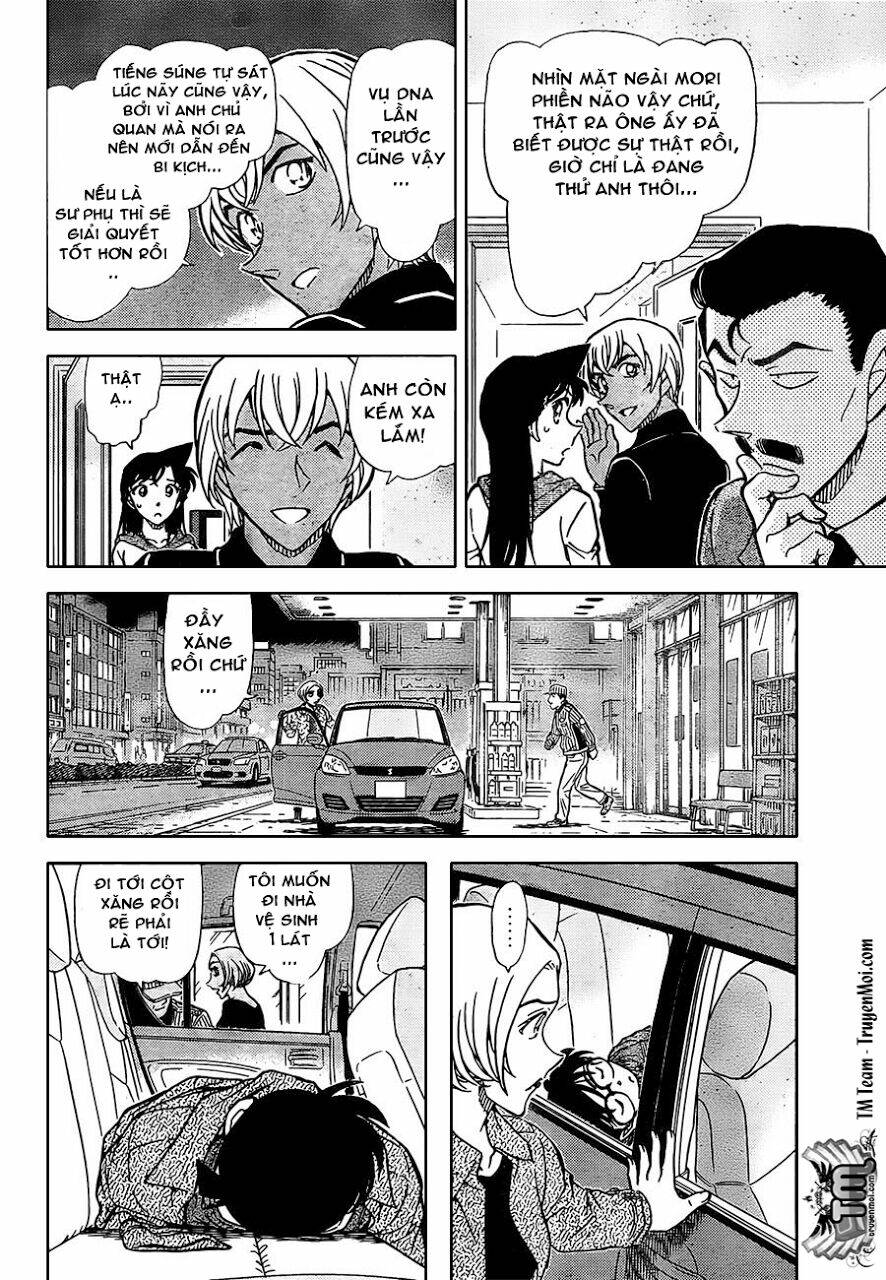 NHÌN MẶT NGÀI MORI
PHIỀN NÃO VẬY CHỨ,
THẬT RA ÔNG ẤY ĐÃ
BIẾT ĐƯỢC SỰ THẬT RỒI,
GIỜ CHỈ LÀ ĐANG
THỬ ANH THÔI...
VỤ DNA
LẦN
TRƯỚC
CŨNG VẬY
...
TIẾNG SÚNG TỰ SÁT
LÚC NÃY CŨNG VẬY,
BỞI VÌ ANH CHỦ
QUAN MÀ NÓI RA
NÊN MỚI DẪN ĐẾN
BI KỊCH...
NẾU LÀ
SƯ PHỤ THÌ SẼ
GIẢI QUYẾT
TỐT HƠN RỒI
..
ANH CÒN
KÉM XA
LẮM!
THẬT
Ạ..
ĐẦY
XĂNG
RỒI CHỨ
...
......
TÔI MUỐN
ĐI NHÀ
VỆ SINH
1 LÁT
...
ĐI TỚI CỘT
XĂNG RỒI
RẼ PHẢI
LÀ TỚI!
TM Team - TruyenMoi.com
TM
truyenmoi.com